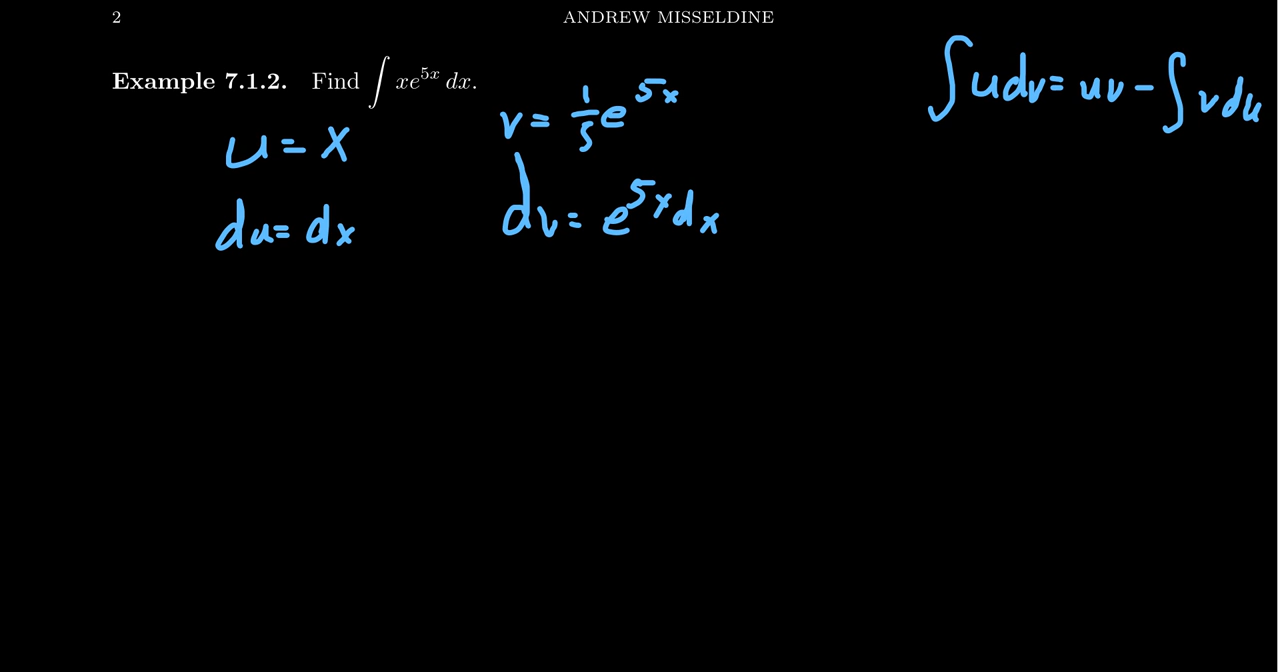 2 ANDREW MISSELDINE
Example 7.1.2. Find ∫ xe^{5x} dx.
∫ u dv = uv − ∫ v du
u = x
v = \frac{1}{5} e^{5x}
du = dx
dv = e^{5x} dx